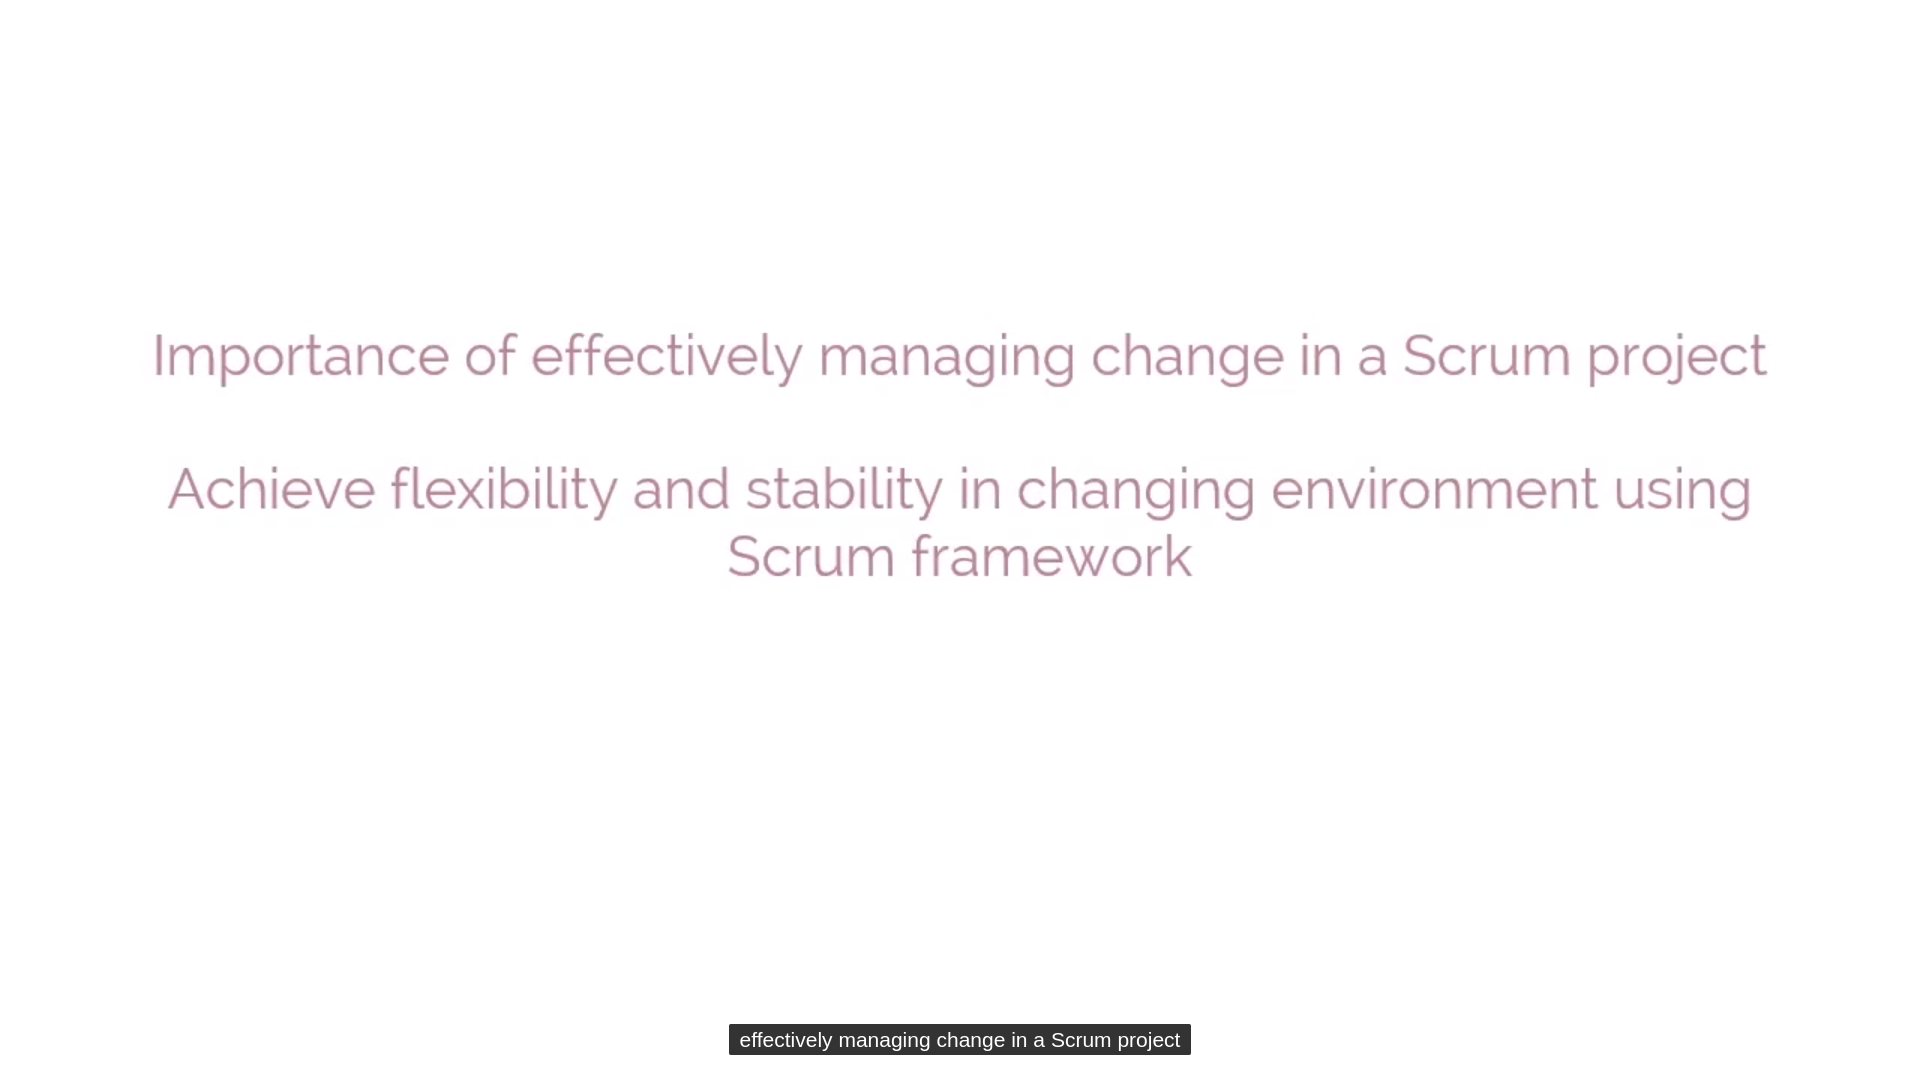 Importance of effectively managing change in a Scrum project
Achieve flexibility and stability in changing environment using
Scrum framework
effectively managing change in a Scrum project